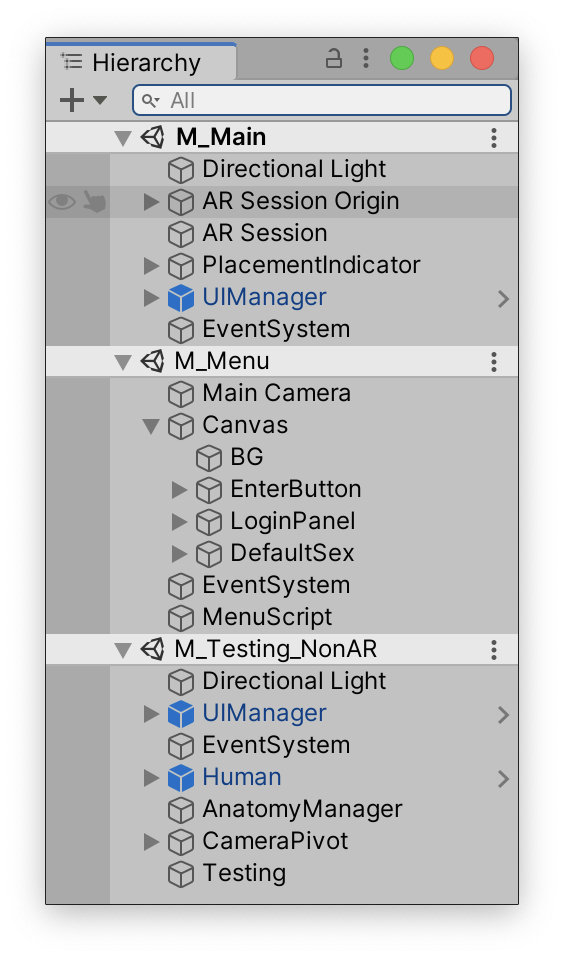 Hierarchy
All
M_Main
Directional Light
AR Session Origin
AR Session
PlacementIndicator
UIManager
EventSystem
M_Menu
Main Camera
Canvas
BG
EnterButton
LoginPanel
DefaultSex
EventSystem
MenuScript
M_Testing_NonAR
Directional Light
UIManager
EventSystem
Human
AnatomyManager
CameraPivot
Testing